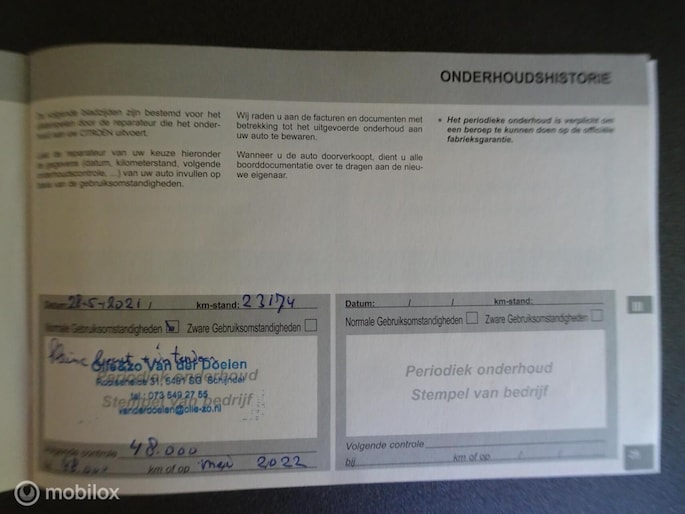 ONDERHOUDSHISTORIE
De volgende bladzijden zijn bestemd voor het
afstempelen door de reparateur die het onder-
houd aan uw CITROËN uitvoert.
Laat de reparateur van uw keuze hieronder
de gegevens (datum, kilometerstand, volgende
onderhoudscontrole, ...) van uw auto invullen op
basis van de gebruiksomstandigheden.
Wij raden u aan de facturen en documenten met
betrekking tot het uitgevoerde onderhoud aan
uw auto te bewaren.
Wanneer u de auto doorverkoopt, dient u alle
boorddocumentatie over te dragen aan de nieu-
we eigenaar.
• Het periodieke onderhoud is verplicht om
een beroep te kunnen doen op de officiële
fabrieksgarantie.
Datum: 28-5-2021 / km-stand: 23174
Normale Gebruiksomstandigheden Zware Gebruiksomstandigheden
Olie&zo Van der Doelen
Periodiek onderhoud
5481 SG Schijndel
Stempel van bedrijf
tel.: 073 549 27 55
vanderdoelen@olie-zo.nl
Volgende controle 48.000
km of op mei 2022
Datum: / / km-stand:
Normale Gebruiksomstandigheden Zware Gebruiksomstandigheden
Periodiek onderhoud
Stempel van bedrijf
Volgende controle
bij km of op / /
mobilox